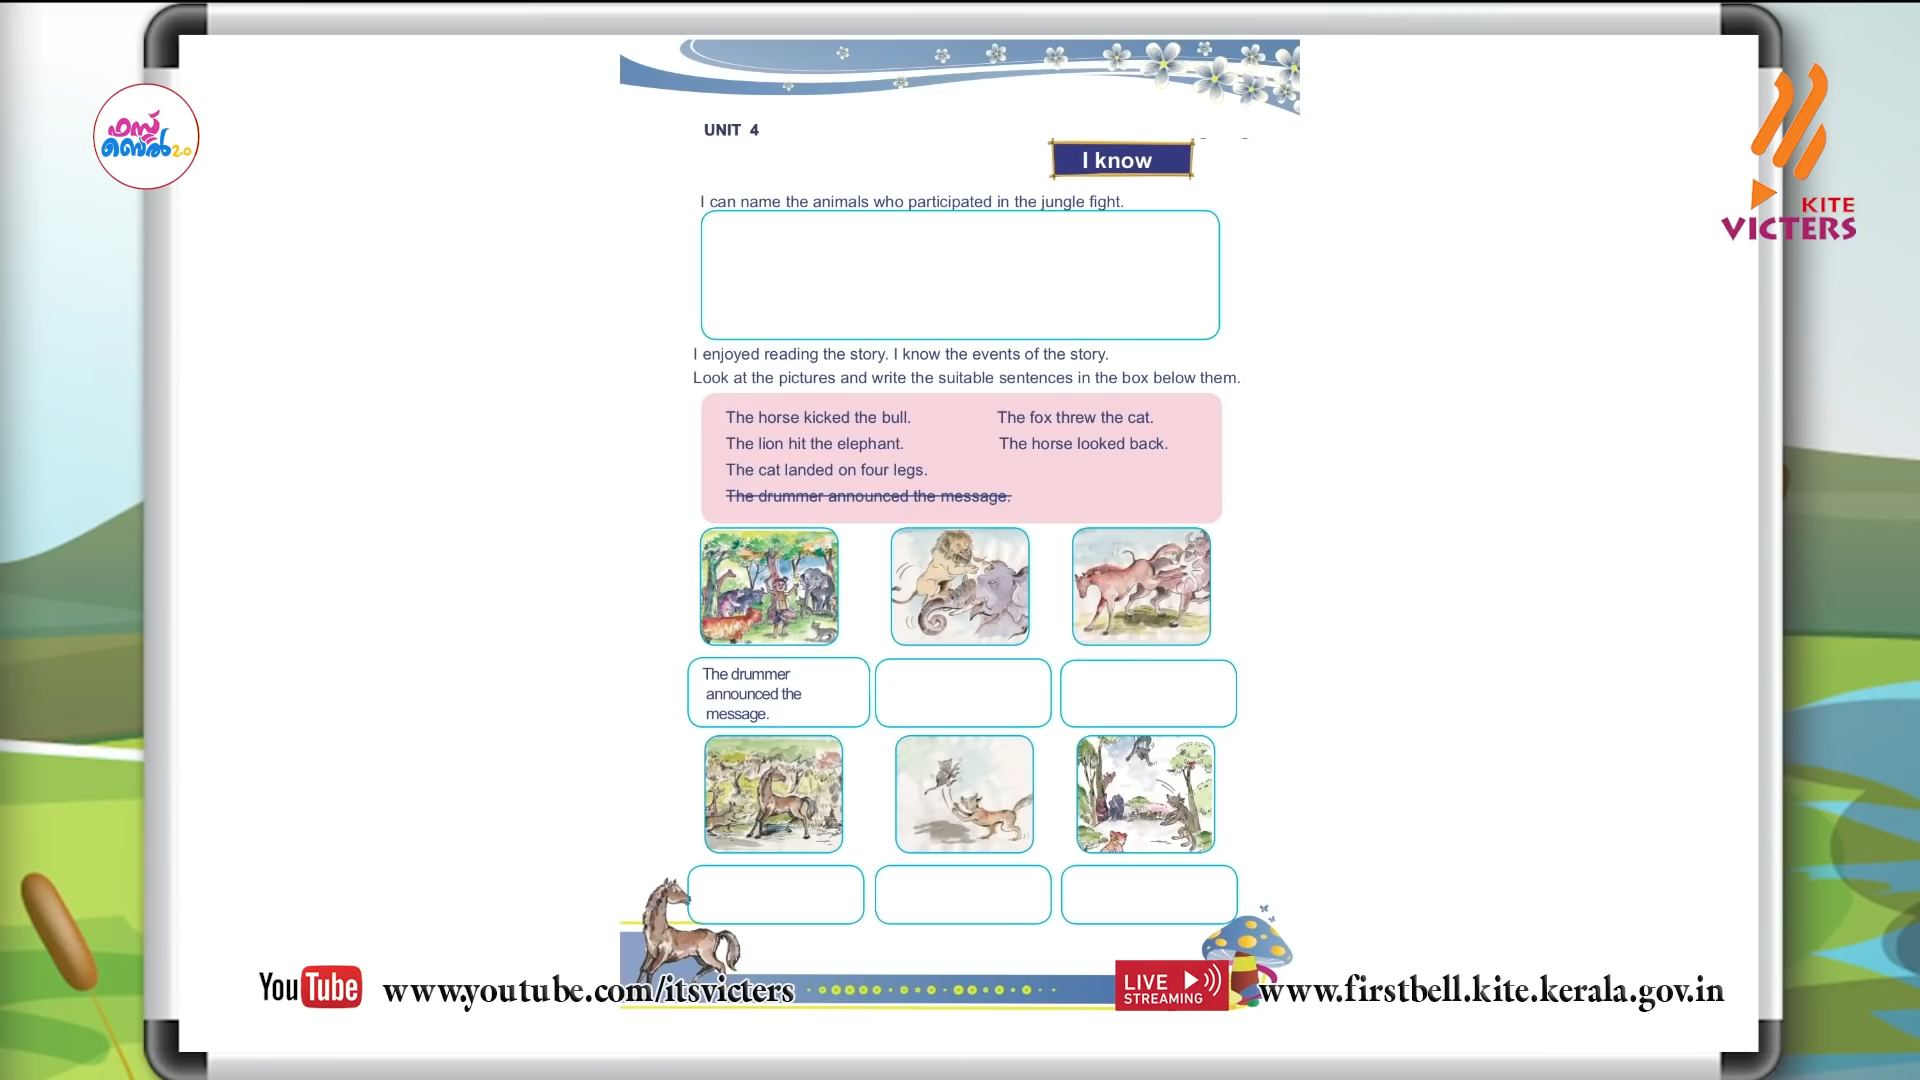 ഫസ്റ്റ്
ബെൽ 2.0
KITE
VICTERS
UNIT 4
I know
I can name the animals who participated in the jungle fight.
I enjoyed reading the story. I know the events of the story.
Look at the pictures and write the suitable sentences in the box below them.
The horse kicked the bull. The fox threw the cat.
The lion hit the elephant. The horse looked back.
The cat landed on four legs.
The drummer announced the message.
The drummer
announced the
message.
YouTube www.youtube.com/itsvicters
LIVE
STREAMING
www.firstbell.kite.kerala.gov.in